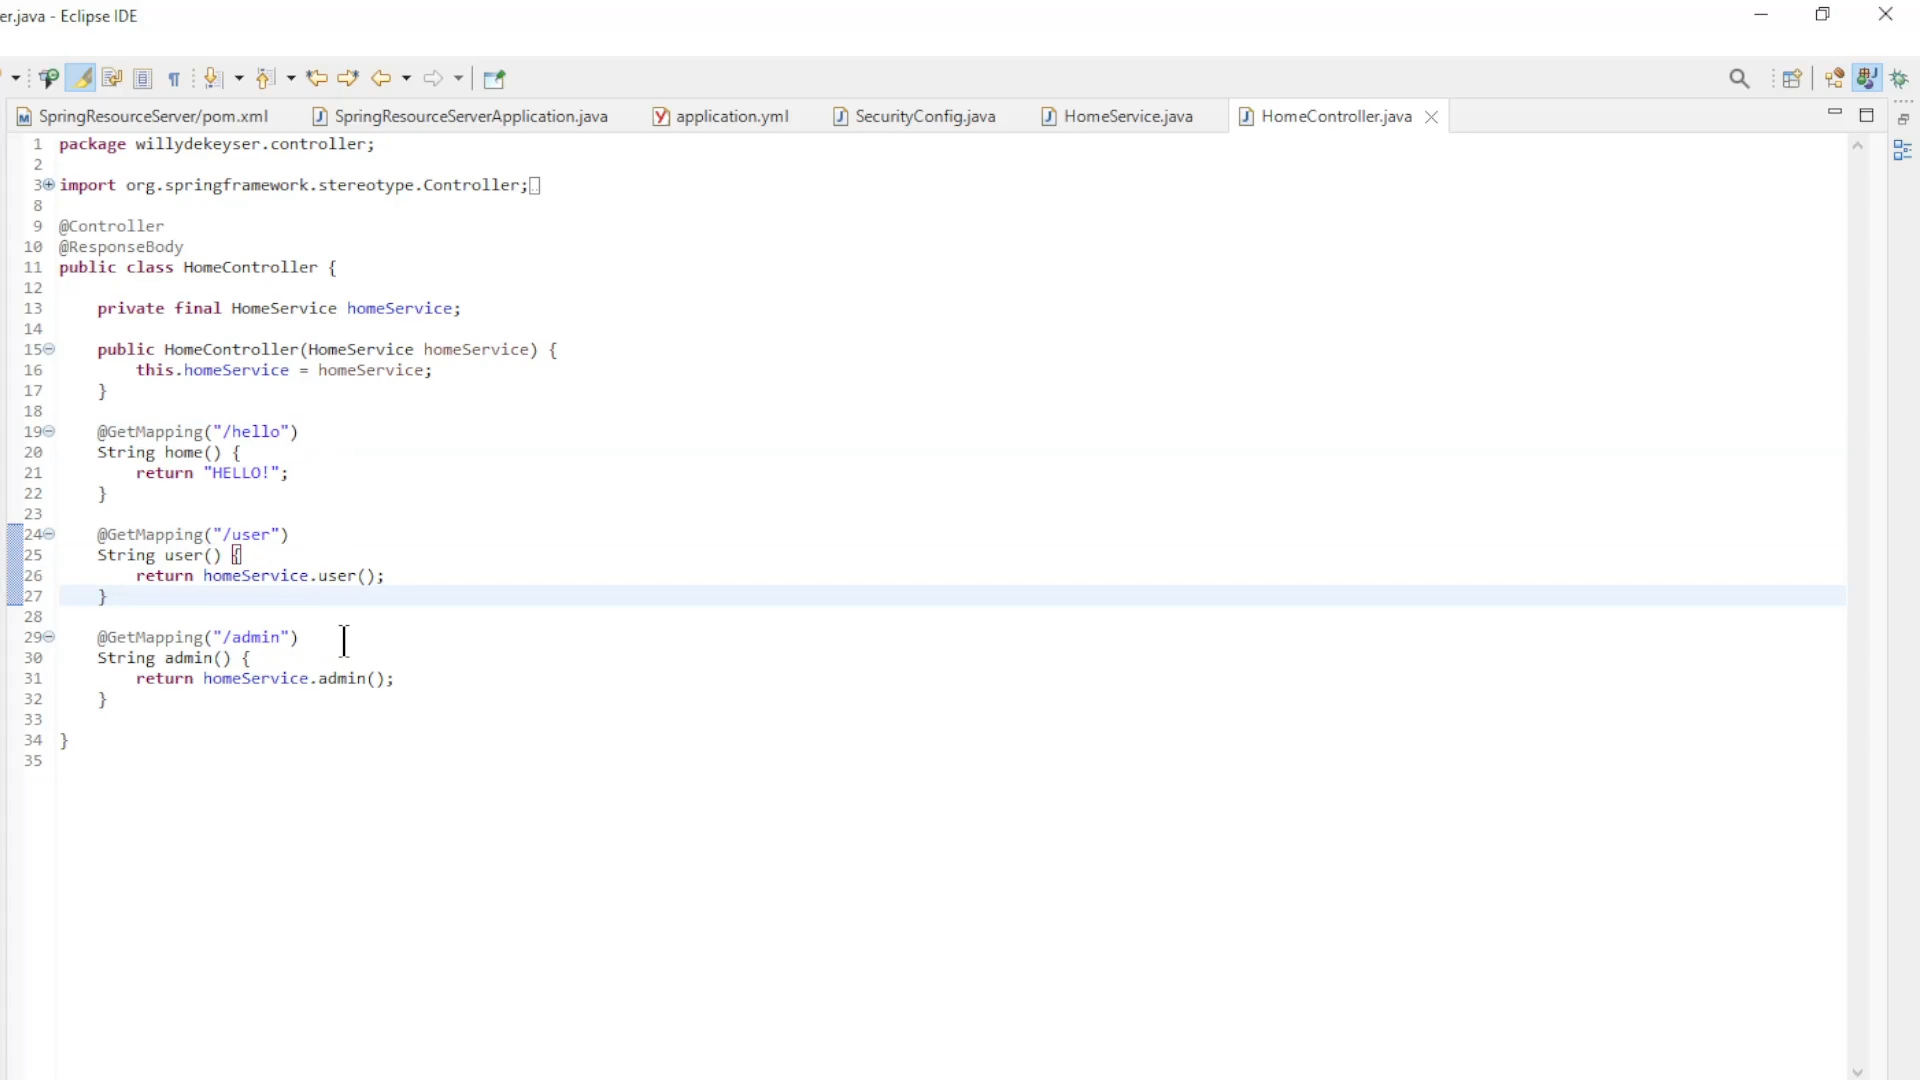 er.java - Eclipse IDE
SpringResourceServer/pom.xml SpringResourceServerApplication.java application.yml SecurityConfig.java HomeService.java HomeController.java
1 package willydekeyser.controller;
2
3 import org.springframework.stereotype.Controller;
8
9 @Controller
10 @ResponseBody
11 public class HomeController {
12
13 private final HomeService homeService;
14
15 public HomeController(HomeService homeService) {
16 this.homeService = homeService;
17 }
18
19 @GetMapping("/hello")
20 String home() {
21 return "HELLO!";
22 }
23
24 @GetMapping("/user")
25 String user() {
26 return homeService.user();
27 }
28
29 @GetMapping("/admin")
30 String admin() {
31 return homeService.admin();
32 }
33
34 }
35